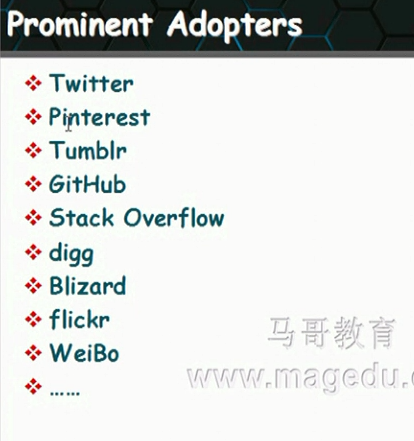 Prominent Adopters
Twitter
Pinterest
Tumblr
GitHub
Stack Overflow
digg
Blizard
flickr
WeiBo
……
马哥教育
www.magedu.c